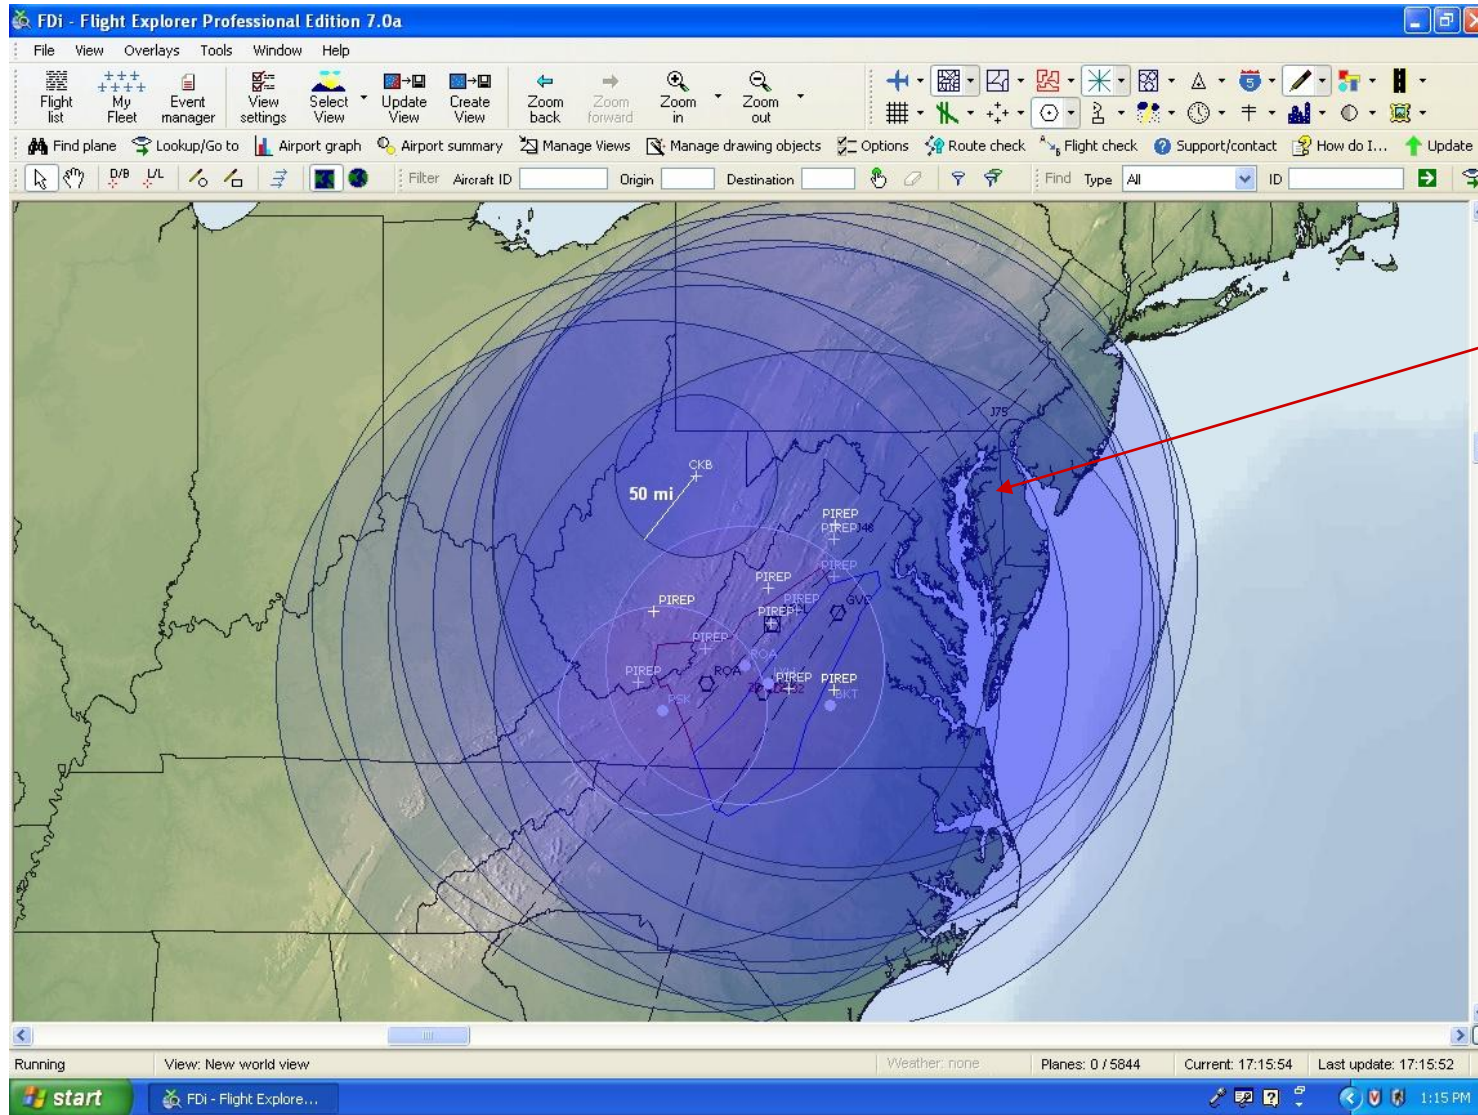 FDi - Flight Explorer Professional Edition 7.0a
File View Overlays Tools Window Help
Flight list My Fleet Event manager View settings Select View Update View Create View Zoom back Zoom forward Zoom in Zoom out
5
Find plane Lookup/Go to Airport graph Airport summary Manage Views Manage drawing objects Options Route check Flight check Support/contact How do I... Update
D/B L/L Filter Aircraft ID Origin Destination Find Type All ID
J75
CKB
50 mi
PIREP
PIREP J48
PIREP
PIREP
PIREP
PIREP
PIREP
GVE
PIREP
ROA
PIREP
ROA
PIREP
PIREP
PSK
BKT
Running View: New world view Weather: none Planes: 0 / 5844 Current: 17:15:54 Last update: 17:15:52
start FDi - Flight Explore... 1:15 PM